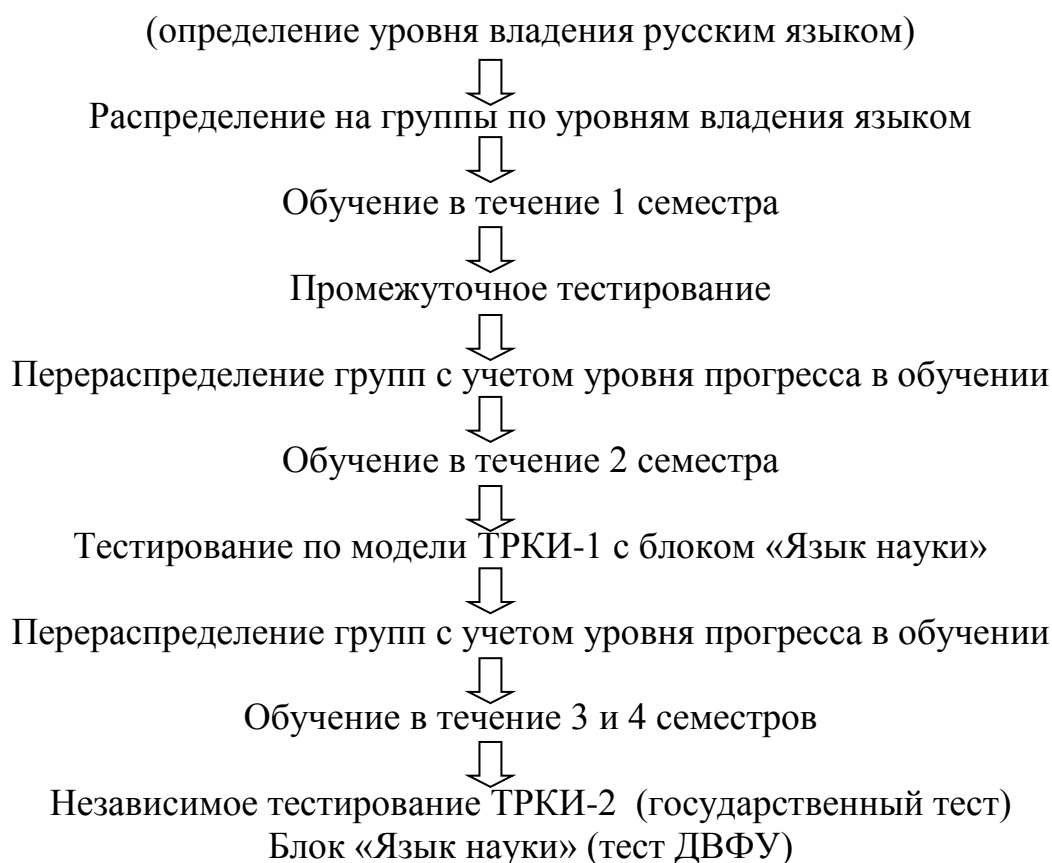 (определение уровня владения русским языком)
Распределение на группы по уровням владения языком
Обучение в течение 1 семестра
Промежуточное тестирование
Перераспределение групп с учетом уровня прогресса в обучении
Обучение в течение 2 семестра
Тестирование по модели ТРКИ-1 с блоком «Язык науки»
Перераспределение групп с учетом уровня прогресса в обучении
Обучение в течение 3 и 4 семестров
Независимое тестирование ТРКИ-2 (государственный тест)
Блок «Язык науки» (тест ДВФУ)